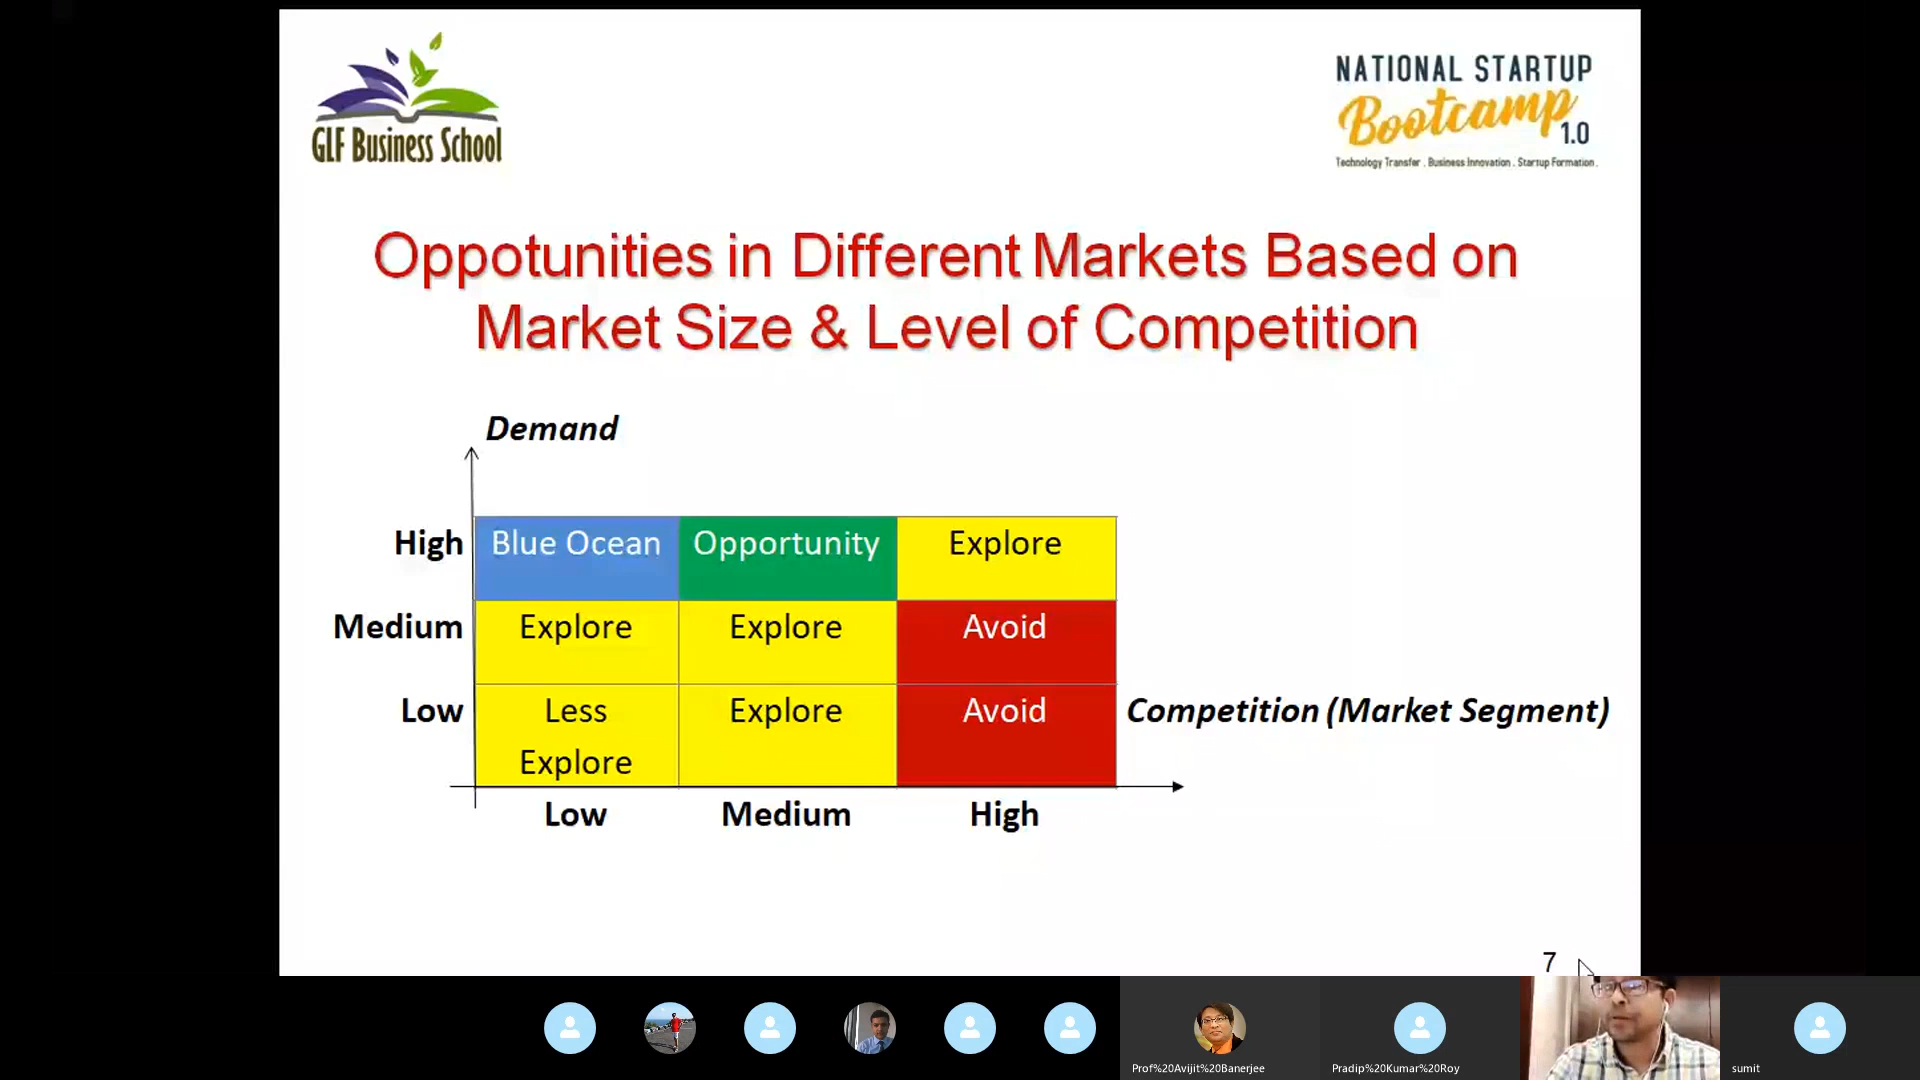 GLF Business School
NATIONAL STARTUP
Bootcamp
1.0
Technology Transfer . Business Innovation . Startup Formation .
Oppotunities in Different Markets Based on
Market Size & Level of Competition
Demand
High
Blue Ocean
Opportunity
Explore
Medium
Explore
Explore
Avoid
Low
Less
Explore
Explore
Avoid
Competition (Market Segment)
Low
Medium
High
7
Prof%20Avijit%20Banerjee
Pradip%20Kumar%20Roy
sumit